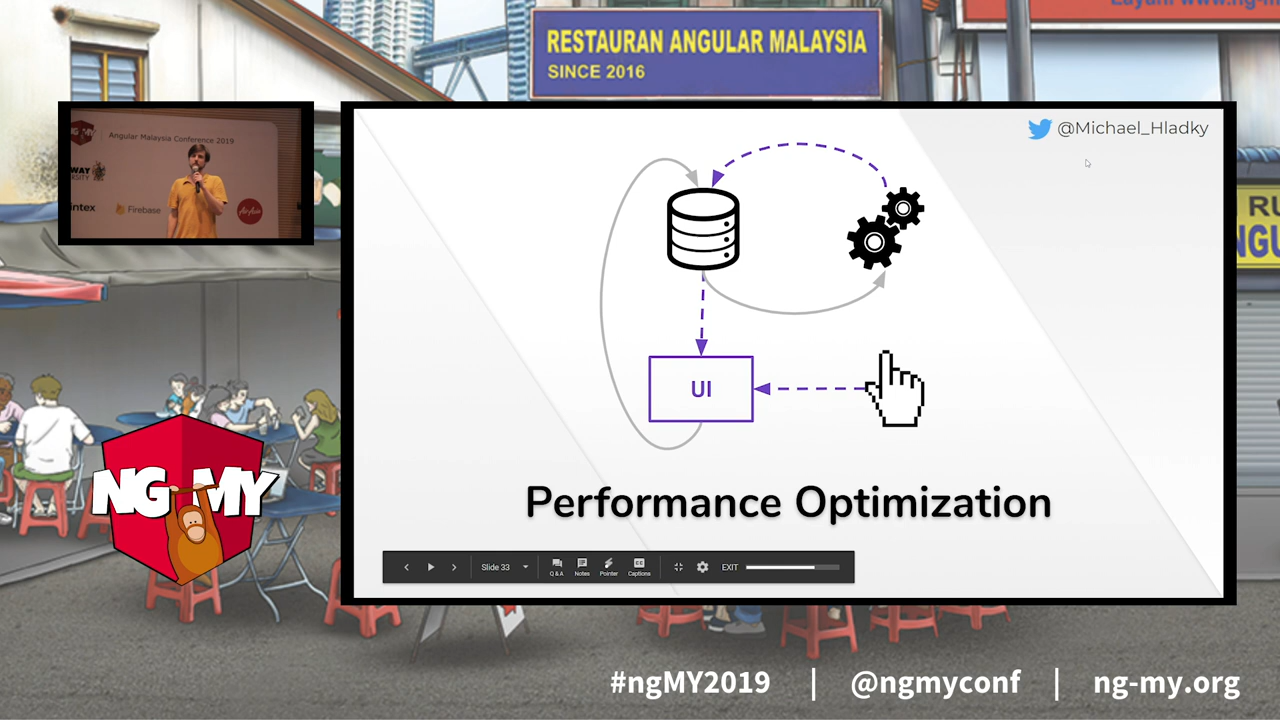 RESTAURAN ANGULAR MALAYSIA
SINCE 2016
@Michael_Hladky
Angular Malaysia Conference 2019
Firebase
AirAsia
UI
Performance Optimization
Slide 33
Q & A
Notes
Pointer
Captions
EXIT
NG MY
#ngMY2019 | @ngmyconf | ng-my.org